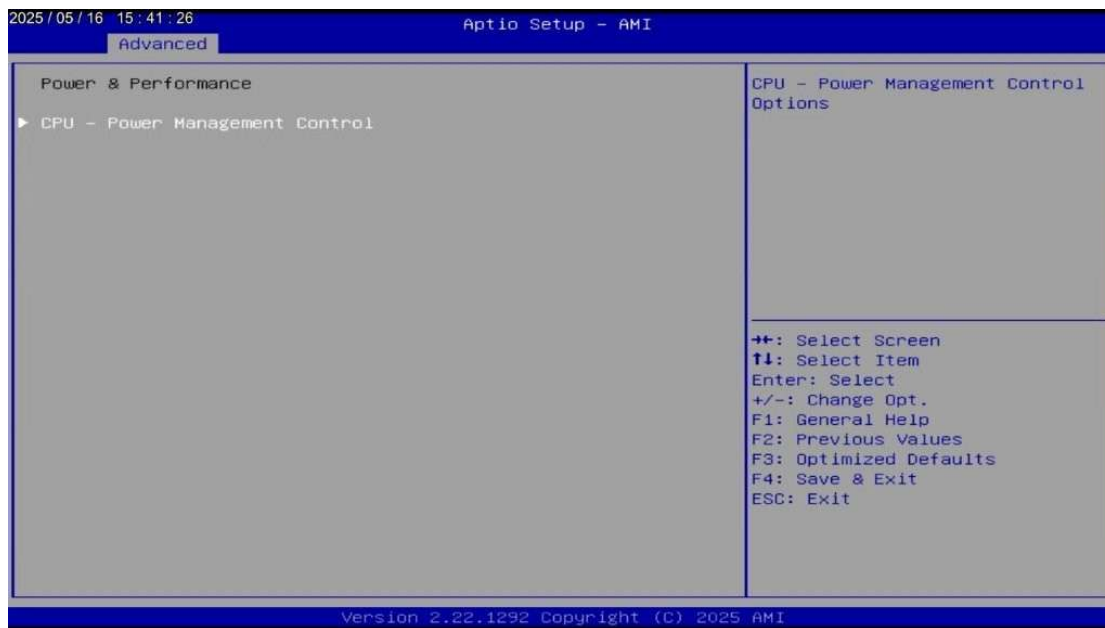 2025 / 05 / 16 15 : 41 : 26
Aptio Setup – AMI
Advanced
Power & Performance
► CPU – Power Management Control
CPU – Power Management Control
Options
→←: Select Screen
↑↓: Select Item
Enter: Select
+/-: Change Opt.
F1: General Help
F2: Previous Values
F3: Optimized Defaults
F4: Save & Exit
ESC: Exit
Version 2.22.1292 Copyright (C) 2025 AMI